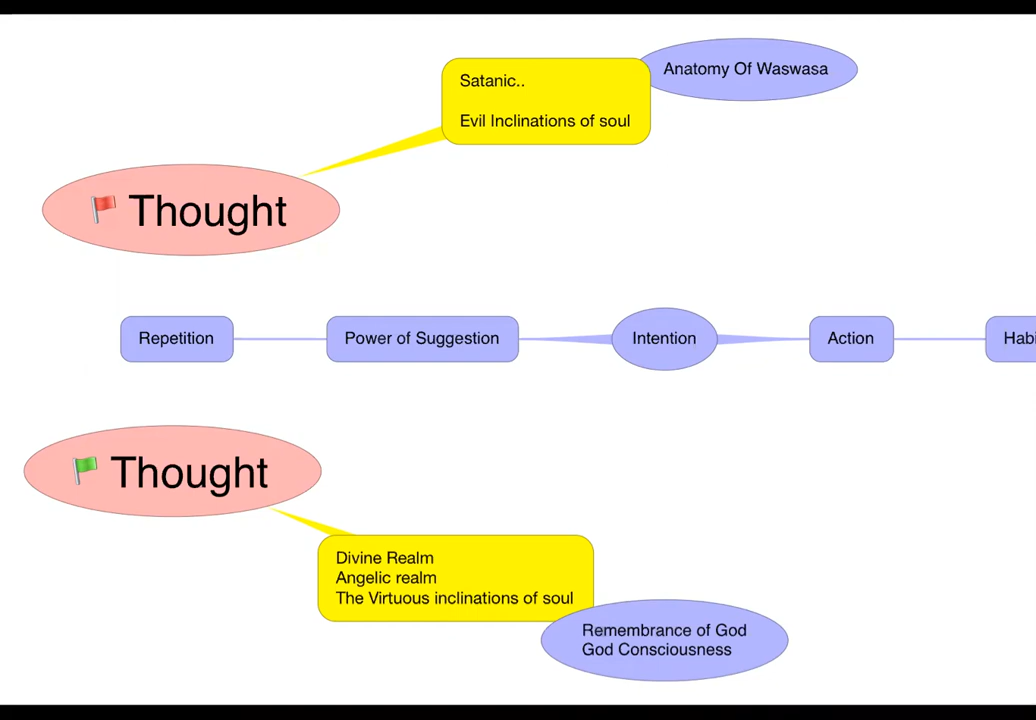 Anatomy Of Waswasa
Satanic..
Evil Inclinations of soul
Thought
Repetition
Power of Suggestion
Intention
Action
Habi
Thought
Divine Realm
Angelic realm
The Virtuous inclinations of soul
Remembrance of God
God Consciousness